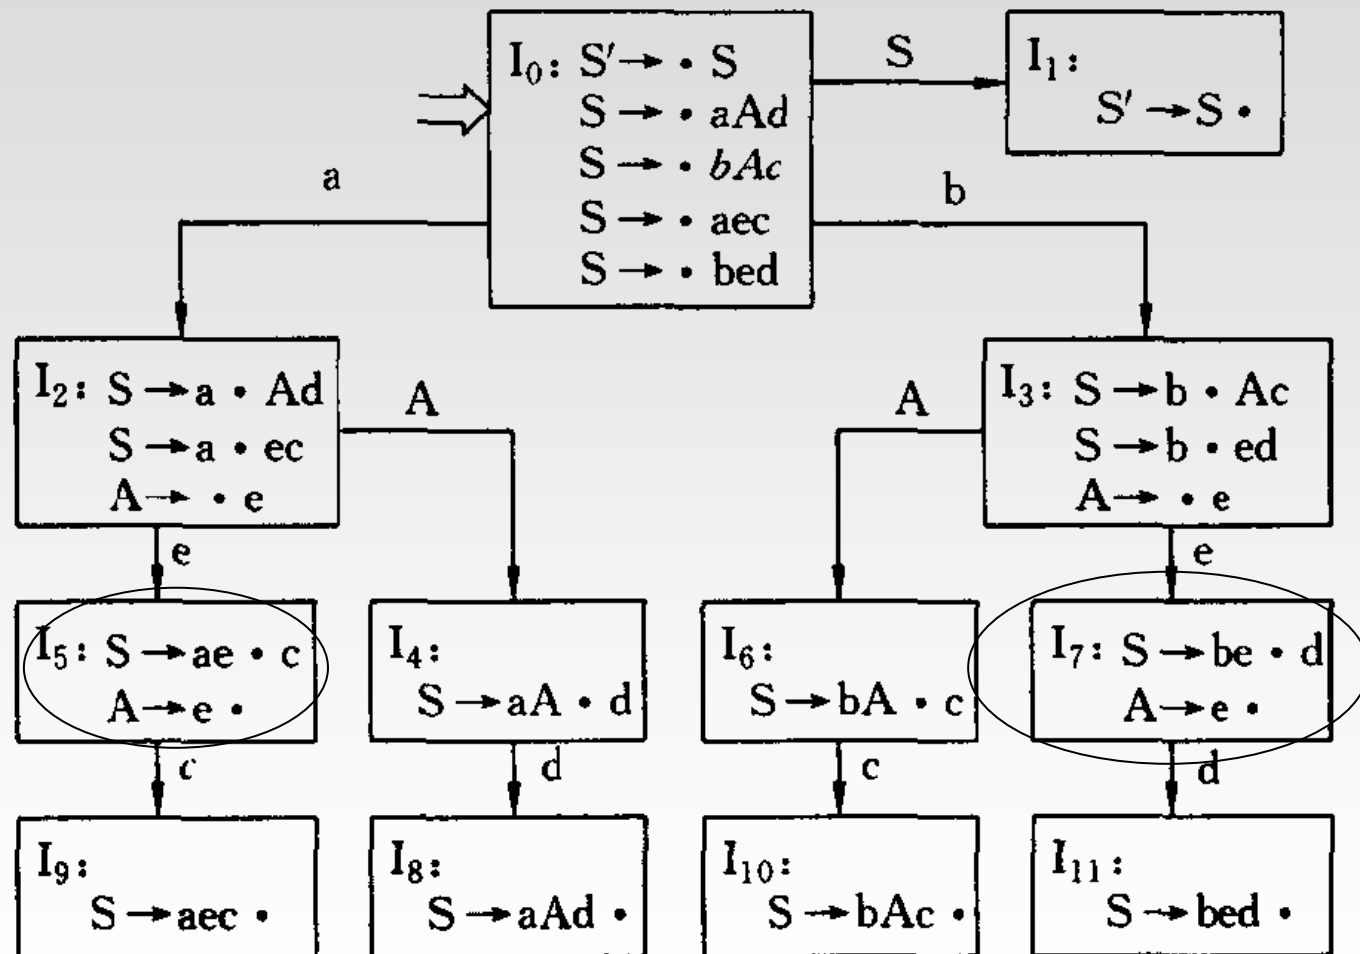 I₀: S′→ · S
S → · aAd
S → · bAc
S → · aec
S → · bed
S
I₁:
S′ →S ·
a
b
I₂: S →a · Ad
S →a · ec
A→ · e
A
A
I₃: S →b · Ac
S →b · ed
A→ · e
e
e
I₅: S →ae · c
A→e ·
I₄:
S →aA · d
I₆:
S →bA · c
I₇: S →be · d
A→e ·
c
d
c
d
I₉:
S →aec ·
I₈:
S →aAd ·
I₁₀:
S →bAc ·
I₁₁:
S →bed ·